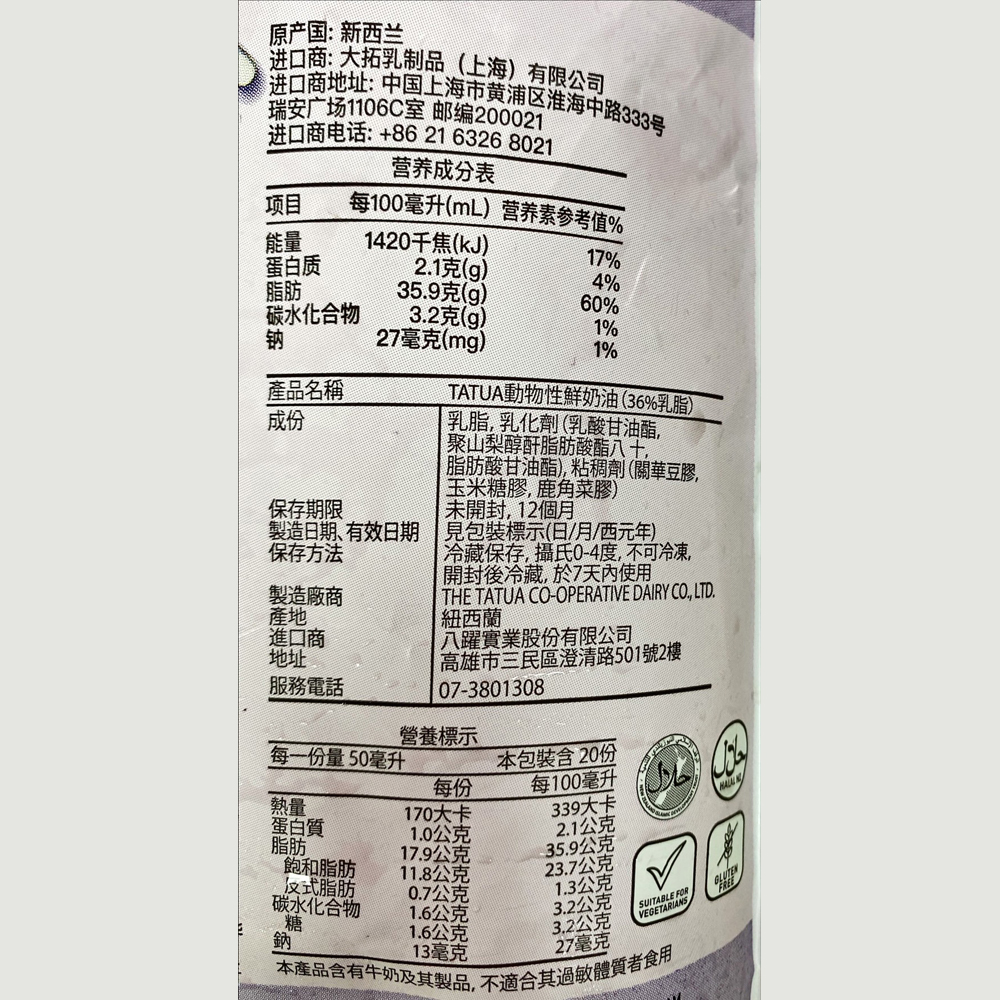 原产国: 新西兰
进口商: 大拓乳制品（上海）有限公司
进口商地址: 中国上海市黄浦区淮海中路333号
瑞安广场1106C室 邮编200021
进口商电话: +86 21 6326 8021
营养成分表
项目 每100毫升(mL) 营养素参考值%
能量 1420千焦(kJ) 17%
蛋白质 2.1克(g) 4%
脂肪 35.9克(g) 60%
碳水化合物 3.2克(g) 1%
钠 27毫克(mg) 1%
產品名稱 TATUA動物性鮮奶油 (36%乳脂)
成份 乳脂, 乳化劑 (乳酸甘油酯,
聚山梨醇酐脂肪酸酯八十,
脂肪酸甘油酯), 粘稠劑 (關華豆膠,
玉米糖膠, 鹿角菜膠)
保存期限 未開封, 12個月
製造日期、有效日期 見包裝標示(日/月/西元年)
保存方法 冷藏保存, 攝氏0-4度, 不可冷凍,
開封後冷藏, 於7天內使用
製造廠商 THE TATUA CO-OPERATIVE DAIRY CO., LTD.
產地 紐西蘭
進口商 八躍實業股份有限公司
地址 高雄市三民區澄清路501號2樓
服務電話 07-3801308
營養標示
每一份量 50毫升 本包裝含 20份
每份 每100毫升
熱量 170大卡 339大卡
蛋白質 1.0公克 2.1公克
脂肪 17.9公克 35.9公克
飽和脂肪 11.8公克 23.7公克
反式脂肪 0.7公克 1.3公克
碳水化合物 1.6公克 3.2公克
糖 1.6公克 3.2公克
鈉 13毫克 27毫克
本產品含有牛奶及其製品, 不適合其過敏體質者食用
حلال
حلال
HALAL NZ
SUITABLE FOR
VEGETARIANS
GLUTEN
FREE